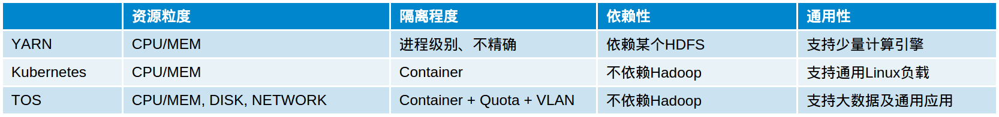 资源粒度 隔离程度 依赖性 通用性
YARN CPU/MEM 进程级别、不精确 依赖某个HDFS 支持少量计算引擎
Kubernetes CPU/MEM Container 不依赖Hadoop 支持通用Linux负载
TOS CPU/MEM, DISK, NETWORK Container + Quota + VLAN 不依赖Hadoop 支持大数据及通用应用